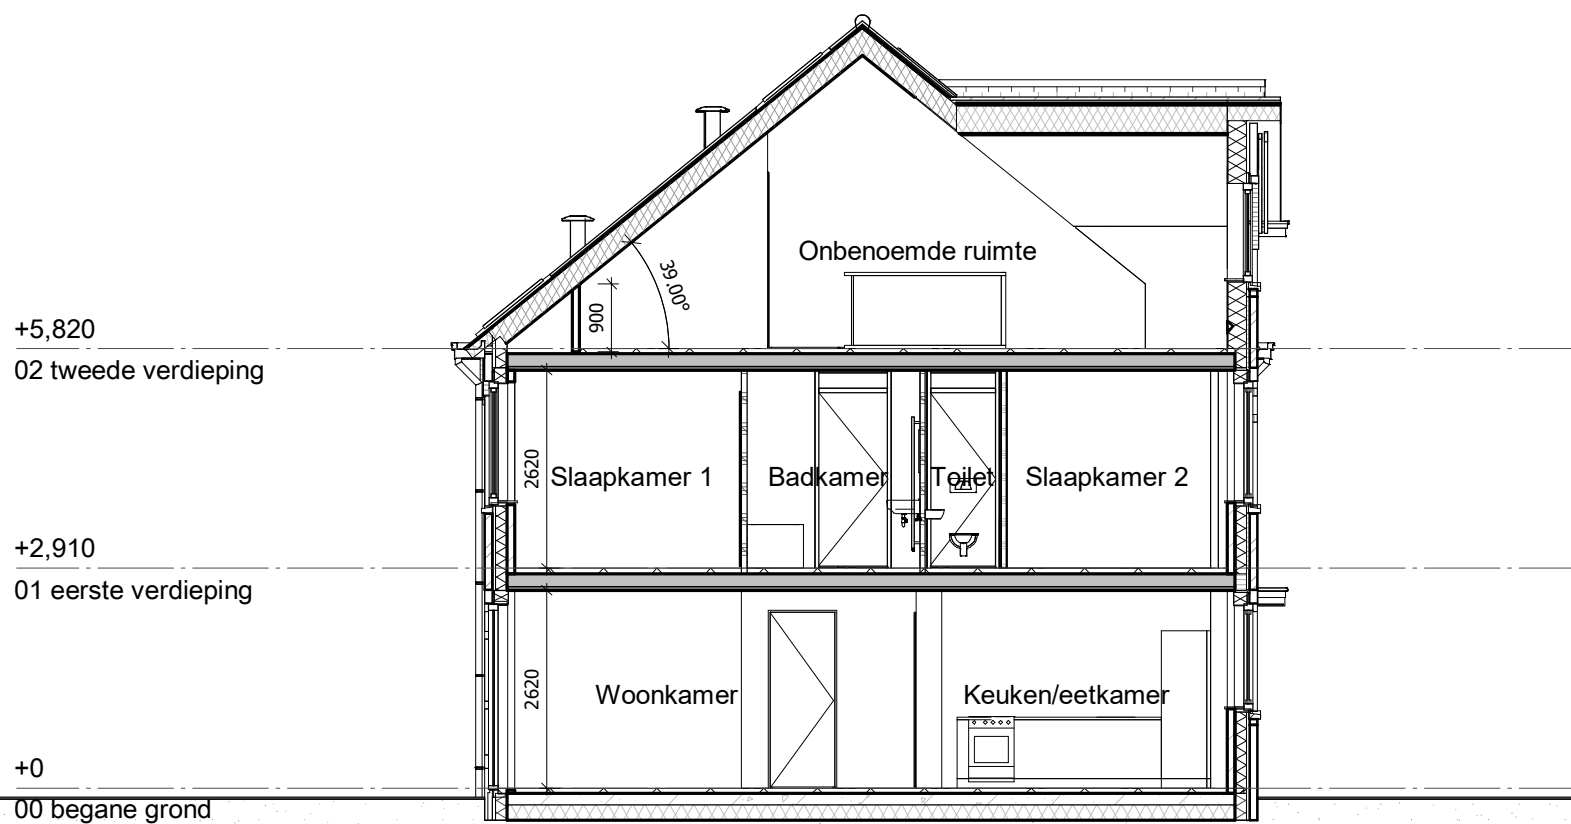 Onbenoemde ruimte
39.00°
900
+5,820
02 tweede verdieping
2620
Slaapkamer 1
Badkamer
Toilet
Slaapkamer 2
+2,910
01 eerste verdieping
2620
Woonkamer
Keuken/eetkamer
+0
00 begane grond